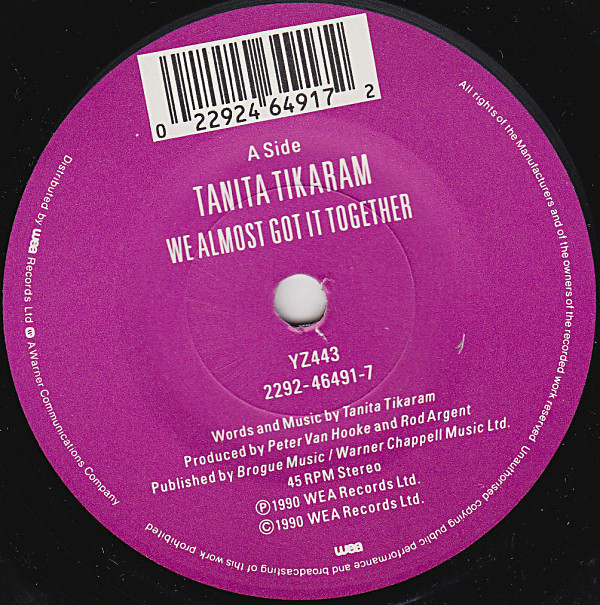 0 22924 64917 2
A Side
TANITA TIKARAM
WE ALMOST GOT IT TOGETHER
YZ443
2292-46491-7
Words and Music by Tanita Tikaram
Produced by Peter Van Hooke and Rod Argent
Published by Brogue Music / Warner Chappell Music Ltd.
45 RPM Stereo
Ⓟ1990 WEA Records Ltd.
©1990 WEA Records Ltd.
wea
Distributed by wea Records Ltd A Warner Communications Company
All rights of the Manufacturers and of the owners of the recorded work reserved Unauthorised copying public performance and broadcasting of this work prohibited